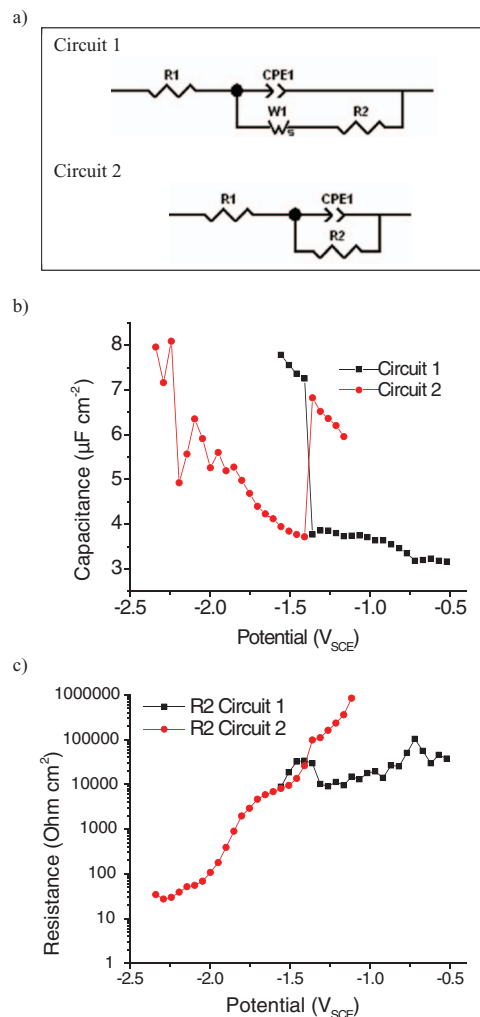 a)
Circuit 1
R1
CPE1
W1
s
R2
Circuit 2
R1
CPE1
R2
b)
8
7
6
5
4
3
Capacitance (µF cm⁻²)
Circuit 1
Circuit 2
-2.5 -2.0 -1.5 -1.0 -0.5
Potential (V_SCE)
c)
1000000
100000
10000
1000
100
10
1
Resistance (Ohm cm²)
R2 Circuit 1
R2 Circuit 2
-2.5 -2.0 -1.5 -1.0 -0.5
Potential (V_SCE)